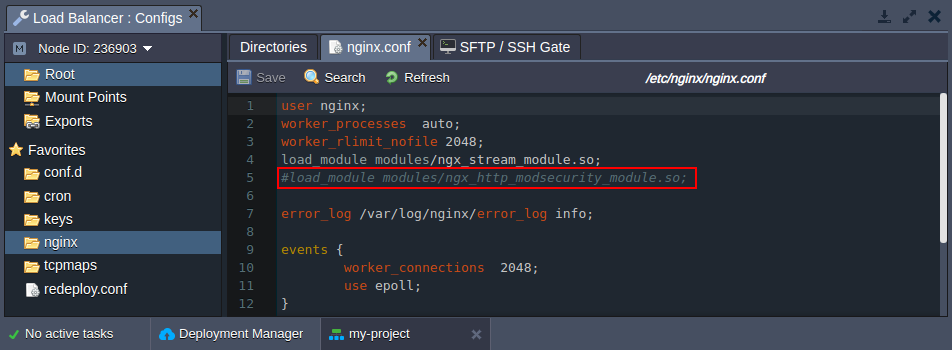 Load Balancer : Configs
M Node ID: 236903
Root
Mount Points
Exports
Favorites
conf.d
cron
keys
nginx
tcpmaps
redeploy.conf
Directories
nginx.conf
SFTP / SSH Gate
Save
Search
Refresh
/etc/nginx/nginx.conf
1 user nginx;
2 worker_processes  auto;
3 worker_rlimit_nofile 2048;
4 load_module modules/ngx_stream_module.so;
5 #load_module modules/ngx_http_modsecurity_module.so;
6
7 error_log /var/log/nginx/error_log info;
8
9 events {
10         worker_connections  2048;
11         use epoll;
12 }
No active tasks
Deployment Manager
my-project